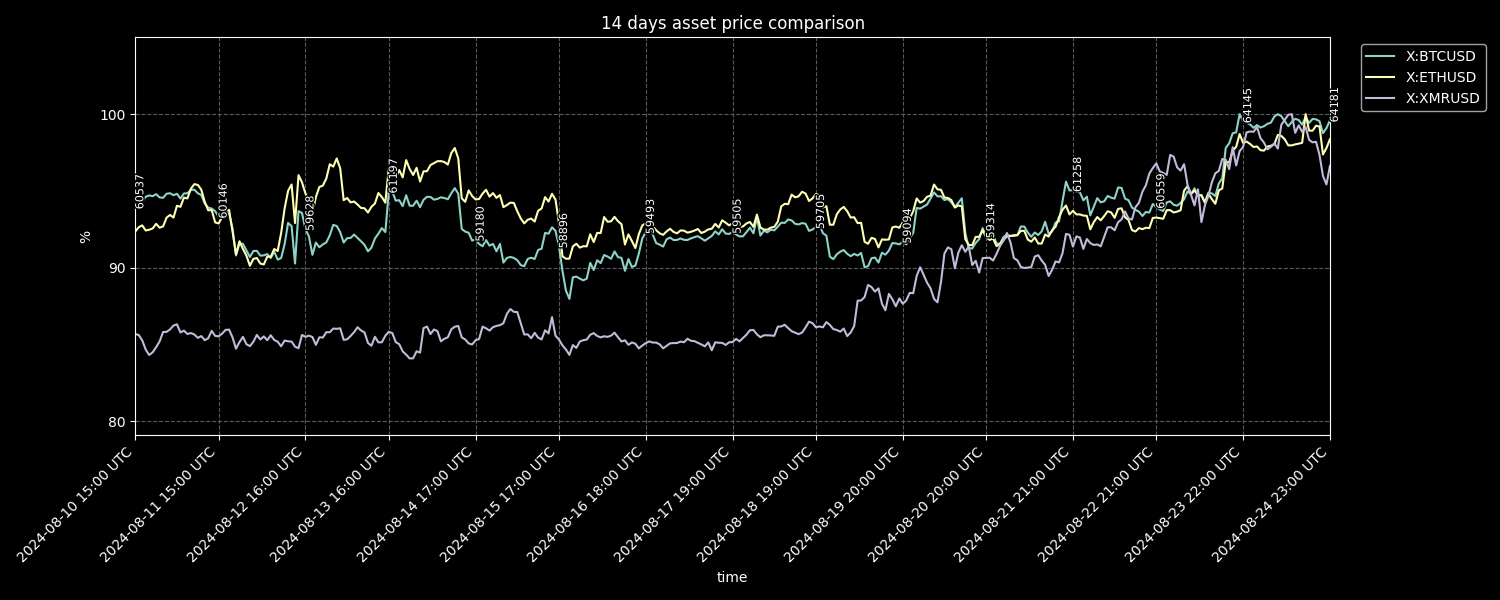 14 days asset price comparison
X:BTCUSD
X:ETHUSD
X:XMRUSD
100
90
80
%
60537
60146
59628
61197
59180
58896
59493
59505
59705
59094
59314
61258
60559
64145
64181
2024-08-10 15:00 UTC
2024-08-11 15:00 UTC
2024-08-12 16:00 UTC
2024-08-13 16:00 UTC
2024-08-14 17:00 UTC
2024-08-15 17:00 UTC
2024-08-16 18:00 UTC
2024-08-17 19:00 UTC
2024-08-18 19:00 UTC
2024-08-19 20:00 UTC
2024-08-20 20:00 UTC
2024-08-21 21:00 UTC
2024-08-22 21:00 UTC
2024-08-23 22:00 UTC
2024-08-24 23:00 UTC
time